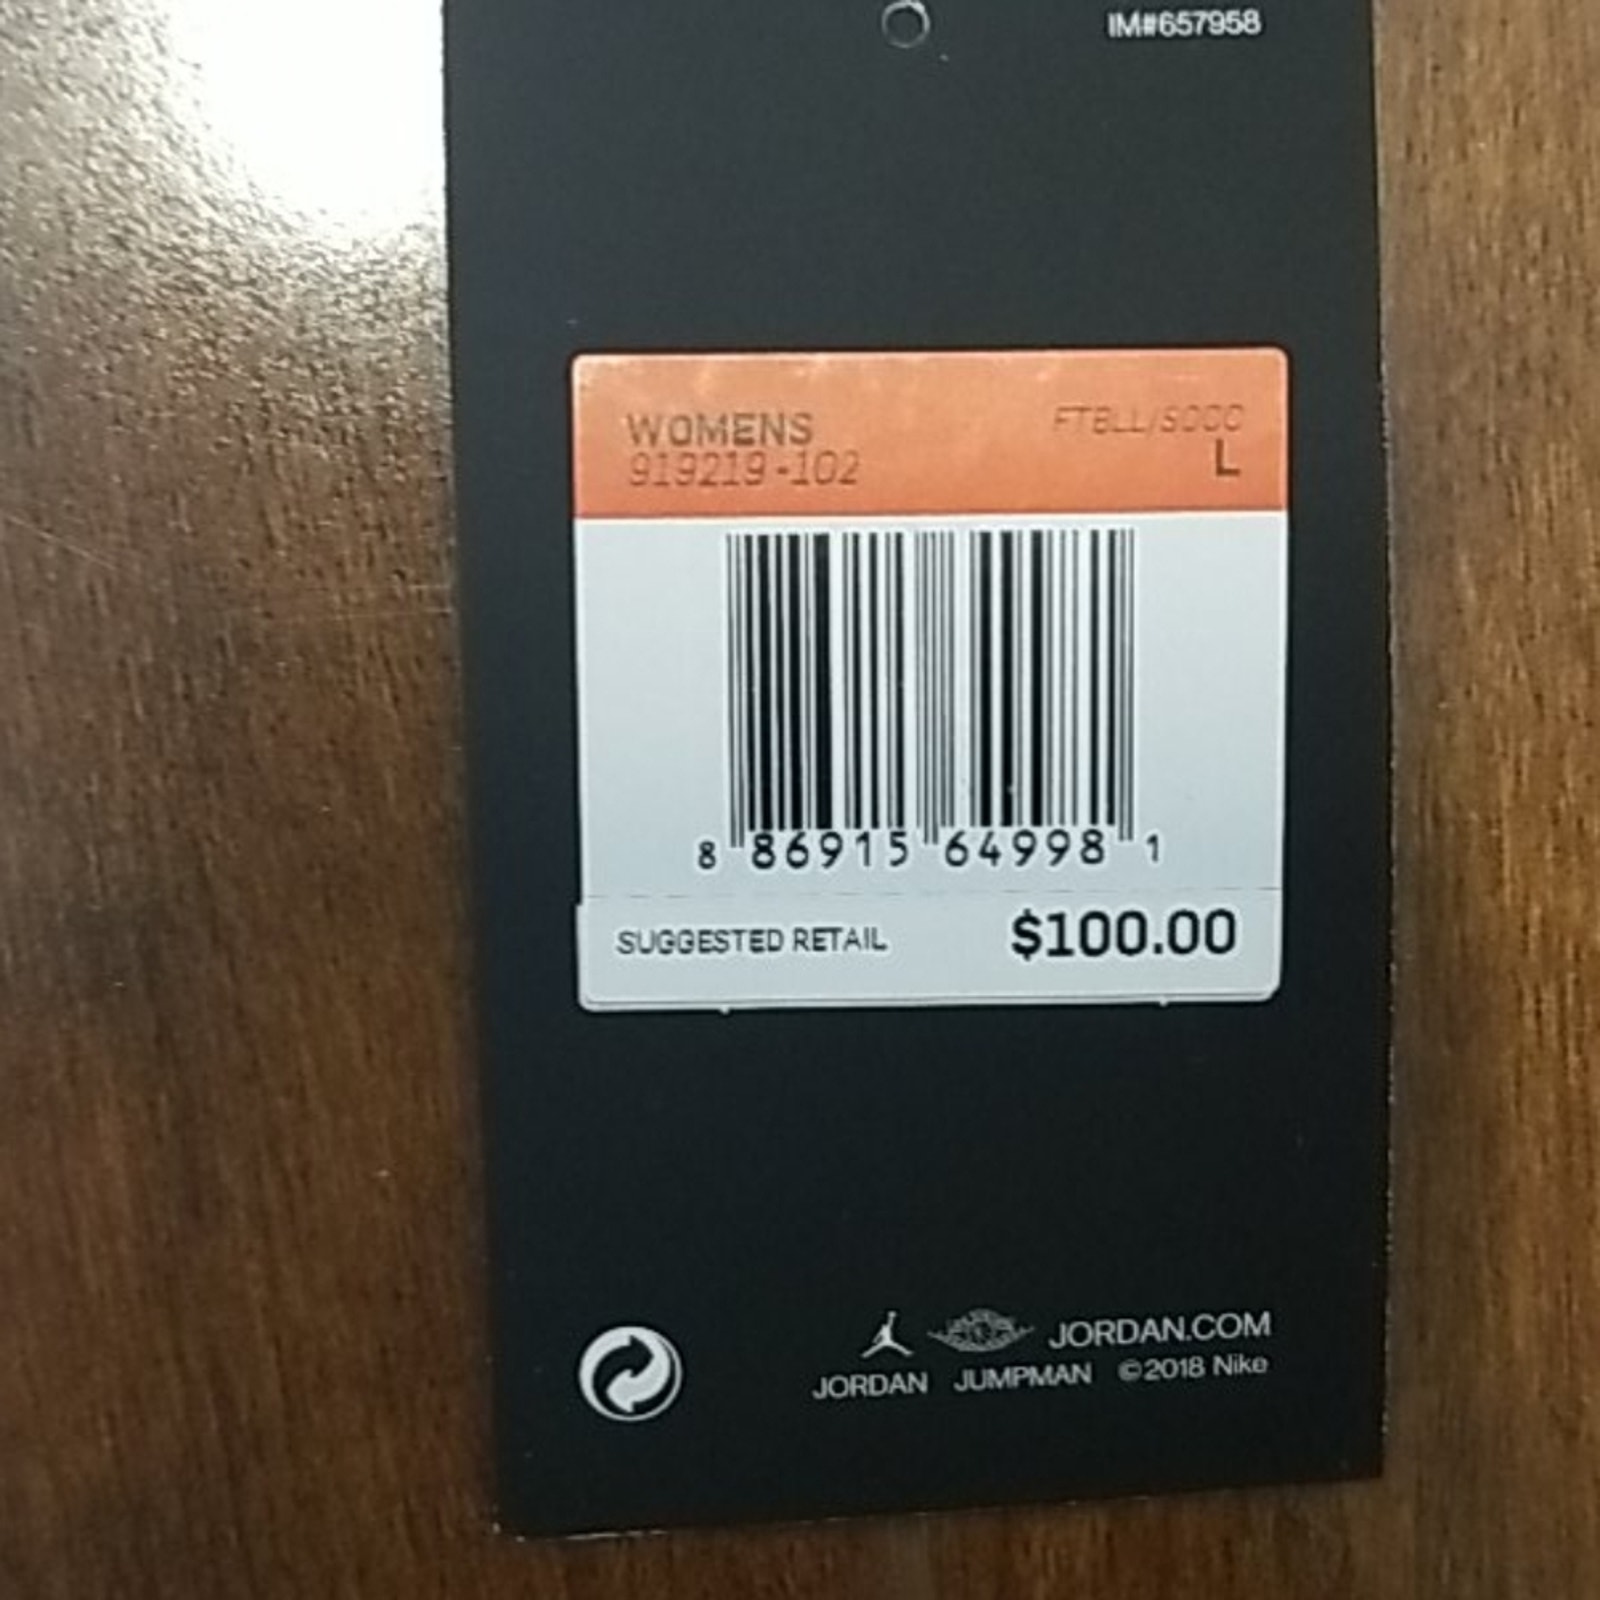 IM#657958
WOMENS FTBLL/SOCC
919219-102 L
8 86915 64998 1
SUGGESTED RETAIL $100.00
JORDAN.COM
JORDAN JUMPMAN ©2018 Nike